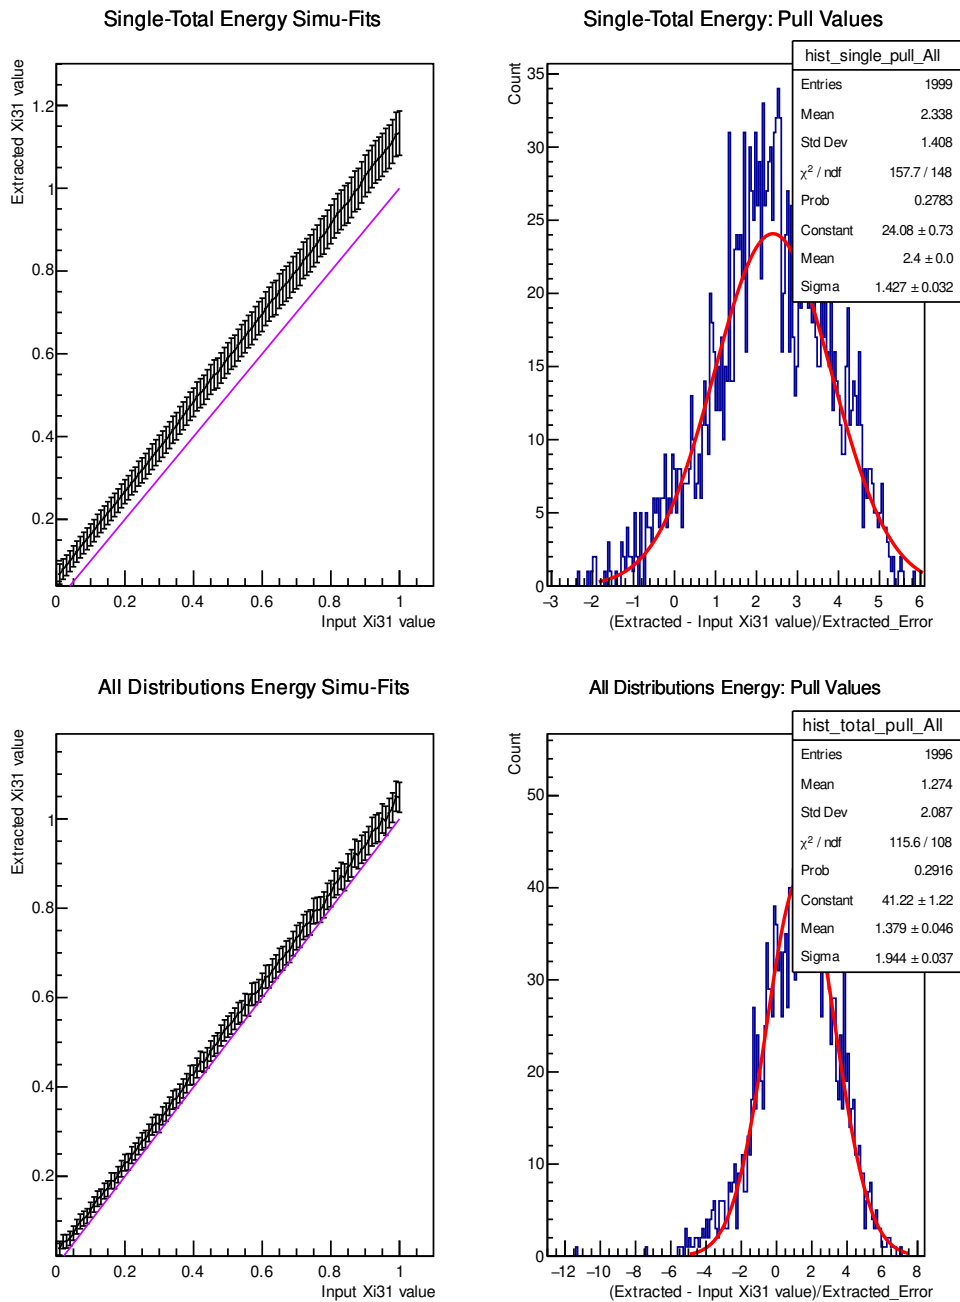 Single-Total Energy Simu-Fits
Extracted Xi31 value
1.2
1
0.8
0.6
0.4
0.2
0 0.2 0.4 0.6 0.8 1
Input Xi31 value
Single-Total Energy: Pull Values
Count
35
30
25
20
15
10
5
0
−3 −2 −1 0 1 2 3 4 5 6
(Extracted - Input Xi31 value)/Extracted_Error
hist_single_pull_All
Entries 1999
Mean 2.338
Std Dev 1.408
χ² / ndf 157.7 / 148
Prob 0.2783
Constant 24.08 ± 0.73
Mean 2.4 ± 0.0
Sigma 1.427 ± 0.032
All Distributions Energy Simu-Fits
Extracted Xi31 value
1
0.8
0.6
0.4
0.2
0 0.2 0.4 0.6 0.8 1
Input Xi31 value
All Distributions Energy: Pull Values
Count
50
40
30
20
10
0
−12 −10 −8 −6 −4 −2 0 2 4 6 8
(Extracted - Input Xi31 value)/Extracted_Error
hist_total_pull_All
Entries 1996
Mean 1.274
Std Dev 2.087
χ² / ndf 115.6 / 108
Prob 0.2916
Constant 41.22 ± 1.22
Mean 1.379 ± 0.046
Sigma 1.944 ± 0.037